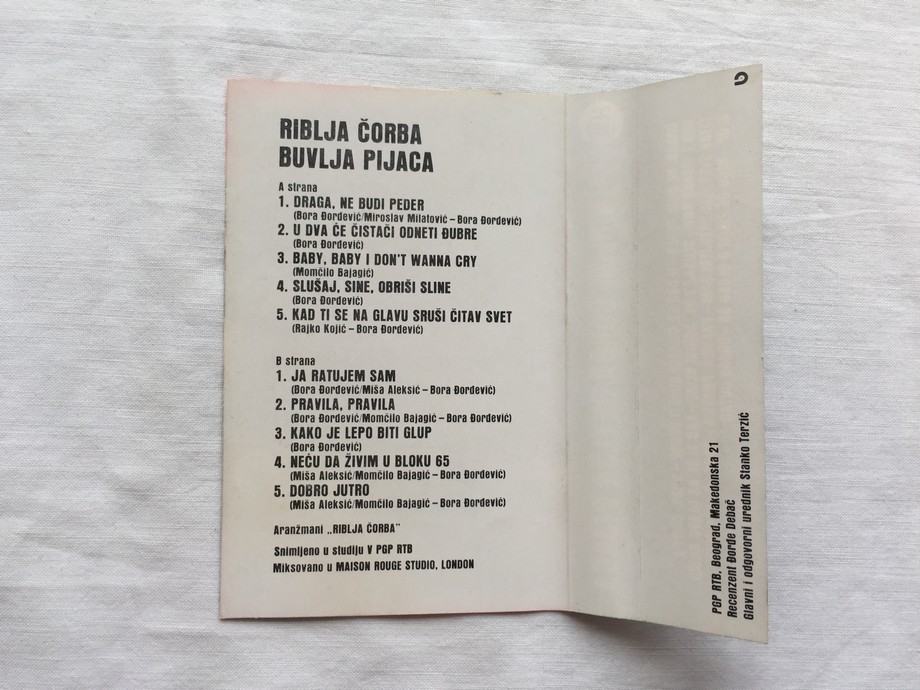 RIBLJA ČORBA
BUVLJA PIJACA
A strana
1. DRAGA, NE BUDI PEDER
(Bora Đorđević/Miroslav Milatović – Bora Đorđević)
2. U DVA ĆE ČISTAČI ODNETI ĐUBRE
(Bora Đorđević)
3. BABY, BABY I DON'T WANNA CRY
(Momčilo Bajagić)
4. SLUŠAJ, SINE, OBRIŠI SLINE
(Bora Đorđević)
5. KAD TI SE NA GLAVU SRUŠI ČITAV SVET
(Rajko Kojić – Bora Đorđević)
B strana
1. JA RATUJEM SAM
(Bora Đorđević/Miša Aleksić – Bora Đorđević)
2. PRAVILA, PRAVILA
(Bora Đorđević/Momčilo Bajagić – Bora Đorđević)
3. KAKO JE LEPO BITI GLUP
(Bora Đorđević)
4. NEĆU DA ŽIVIM U BLOKU 65
(Miša Aleksić/Momčilo Bajagić – Bora Đorđević)
5. DOBRO JUTRO
(Miša Aleksić/Momčilo Bajagić – Bora Đorđević)
Aranžmani „RIBLJA ČORBA"
Snimljeno u studiju V PGP RTB
Miksovano u MAISON ROUGE STUDIO, LONDON
PGP RTB, Beograd, Makedonska 21
Recenzent Đorđe Debač
Glavni i odgovorni urednik Stanko Terzić